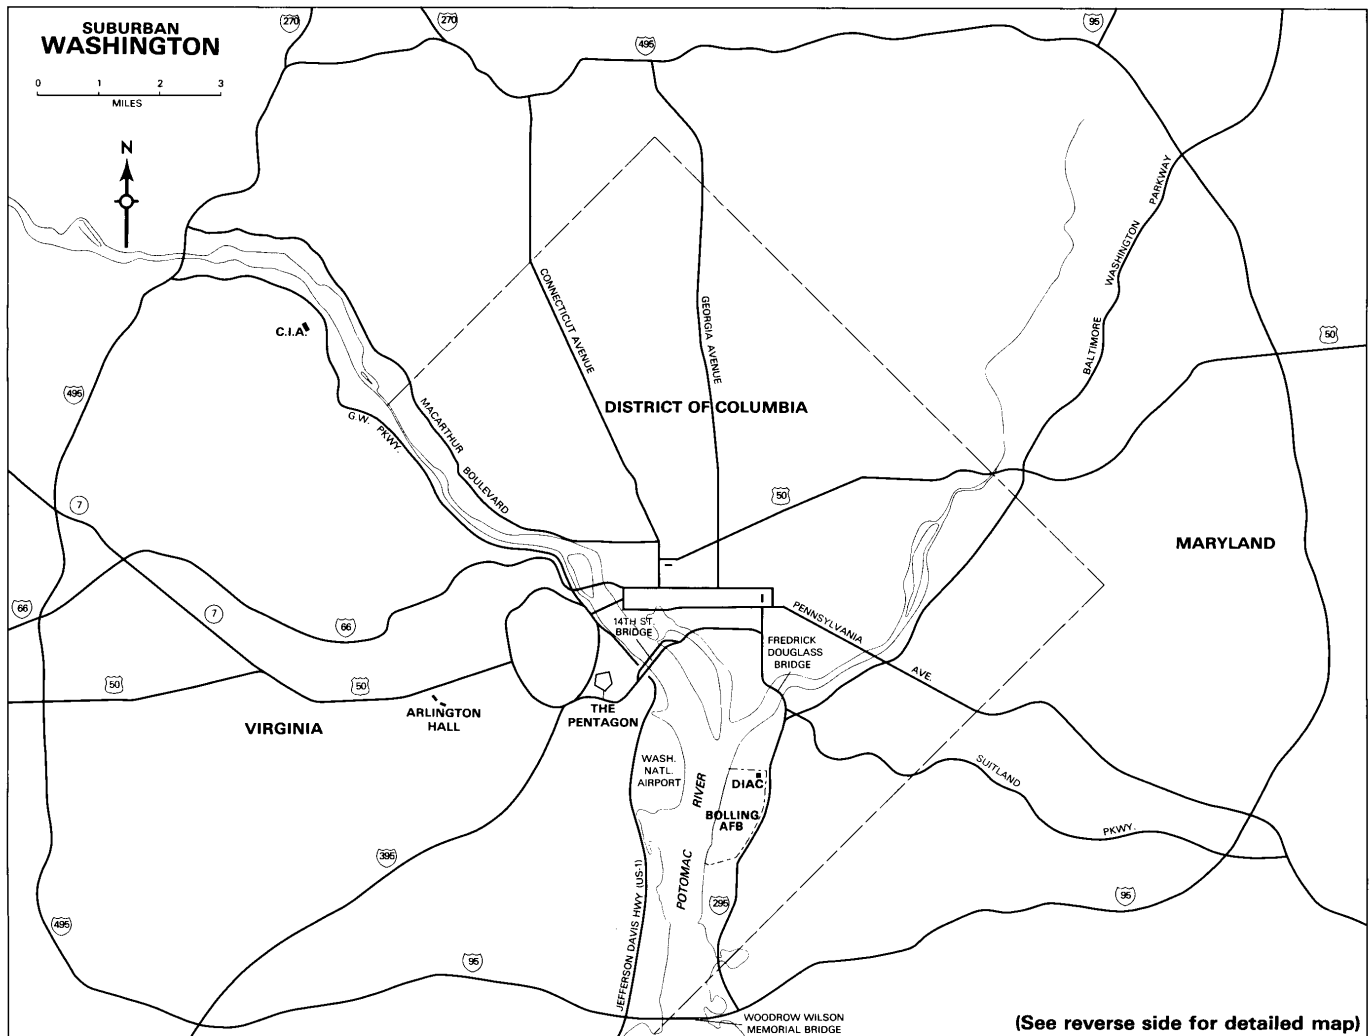 SUBURBAN
WASHINGTON
0 1 2 3
MILES
N
270
270
495
95
C.I.A.
495
G.W. PKWY.
MACARTHUR BOULEVARD
CONNECTICUT AVENUE
GEORGIA AVENUE
DISTRICT OF COLUMBIA
BALTIMORE WASHINGTON PARKWAY
50
7
50
MARYLAND
66
7
66
14TH ST.
BRIDGE
PENNSYLVANIA AVE.
FREDRICK
DOUGLASS
BRIDGE
50
50
ARLINGTON
HALL
THE
PENTAGON
VIRGINIA
WASH.
NATL.
AIRPORT
POTOMAC RIVER
DIAC
BOLLING
AFB
SUITLAND PKWY.
395
JEFFERSON DAVIS HWY (US-1)
295
95
495
95
WOODROW WILSON
MEMORIAL BRIDGE
(See reverse side for detailed map)